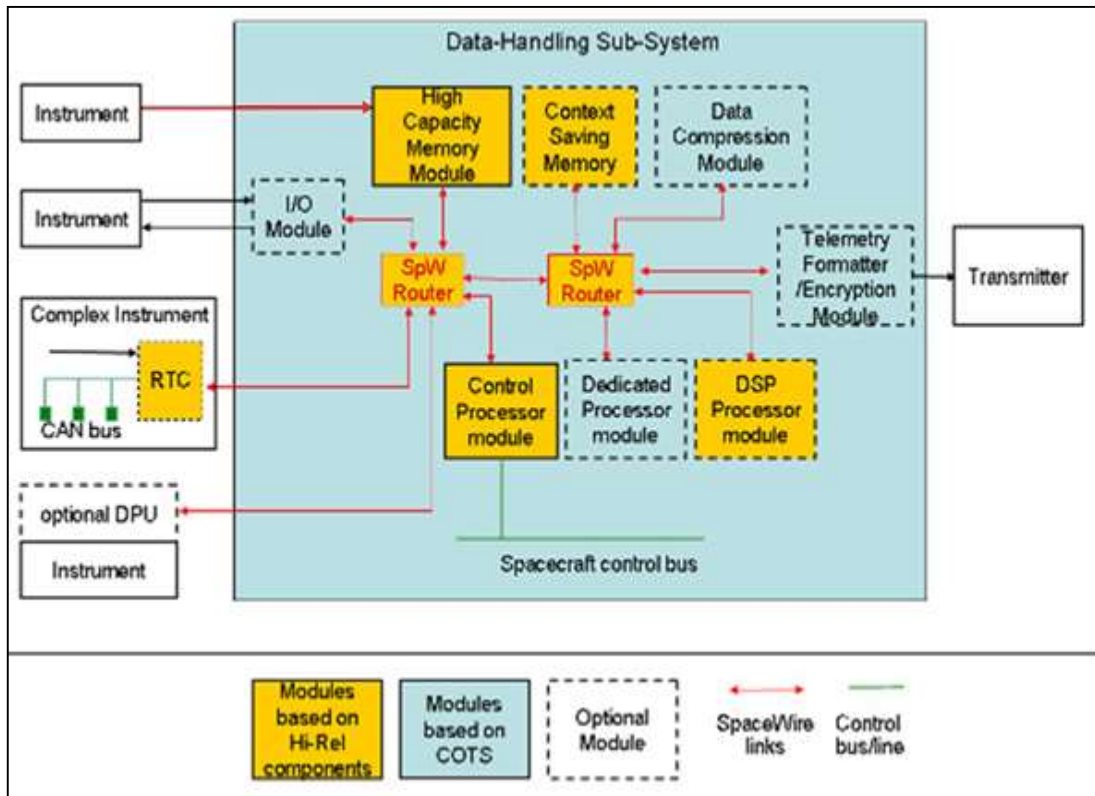 Data-Handling Sub-System
Instrument
High
Capacity
Memory
Module
Context
Saving
Memory
Data
Compression
Module
Instrument
I/O
Module
SpW
Router
SpW
Router
Telemetry
Formatter
/Encryption
Module
Transmitter
Complex Instrument
RTC
CAN bus
Control
Processor
module
Dedicated
Processor
module
DSP
Processor
module
optional DPU
Instrument
Spacecraft control bus
Modules
based on
Hi-Rel
components
Modules
based on
COTS
Optional
Module
SpaceWire
links
Control
bus/line